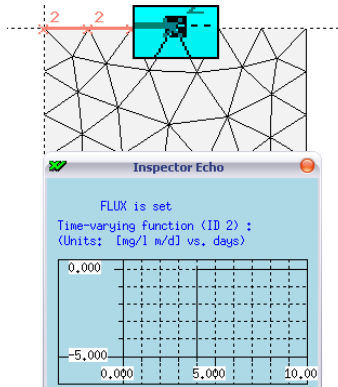 2 2
Inspector Echo
FLUX is set
Time-varying function (ID 2) :
(Units: [mg/l m/d] vs. days)
0.000
-5.000
0.000 5.000 10.00